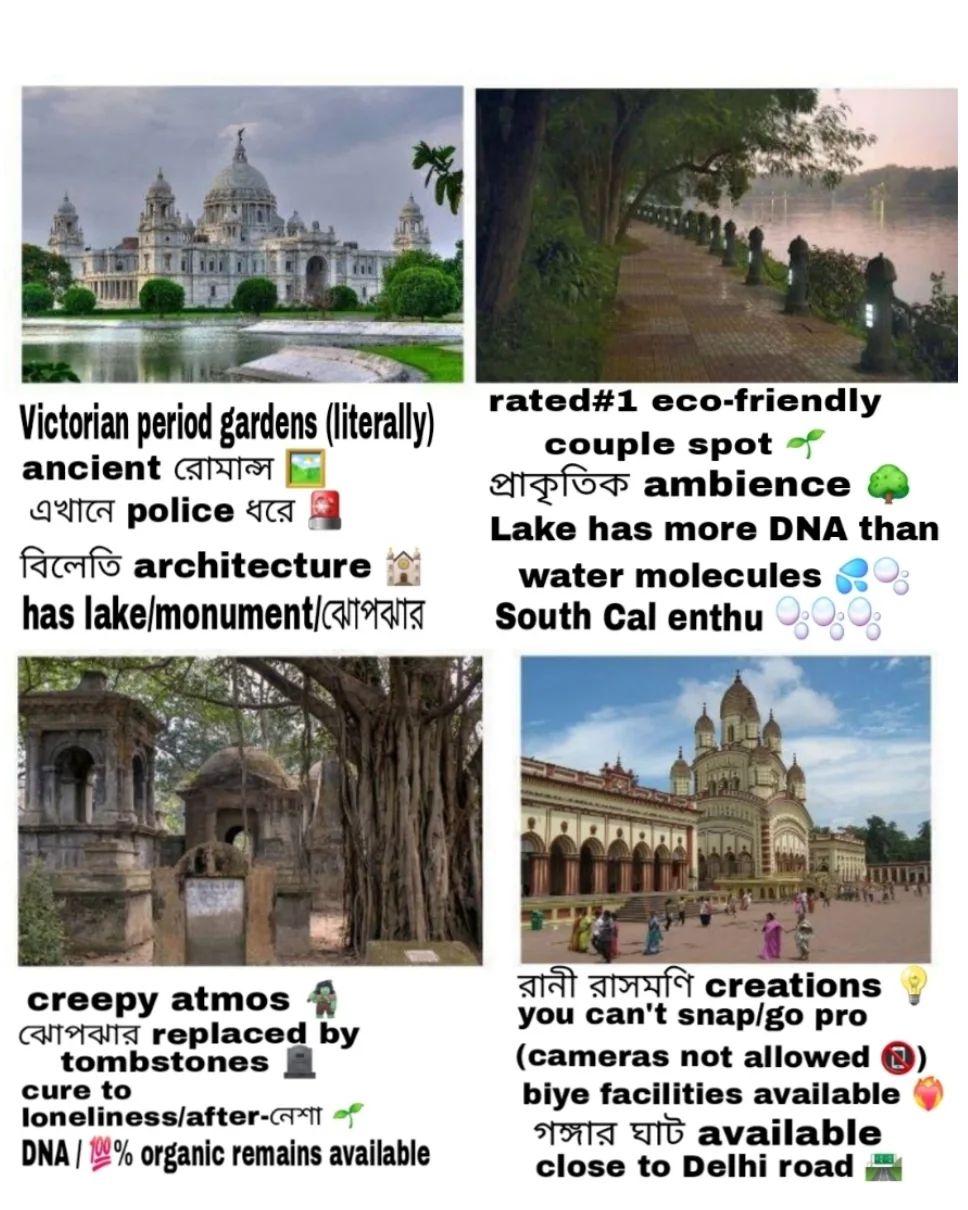 Victorian period gardens (literally)
ancient রোমান্স 🖼️
এখানে police ধরে 🚨
বিলেতি architecture 🏰
has lake/monument/ঝোপঝার
rated#1 eco-friendly
couple spot 🌱
প্রাকৃতিক ambience 🌳
Lake has more DNA than
water molecules 💦🫧
South Cal enthu 🫧🫧🫧
creepy atmos 🧟
ঝোপঝার replaced by
tombstones 🪦
cure to
loneliness/after-নেশা 🌱
DNA / 💯% organic remains available
রানী রাসমণি creations 💡
you can't snap/go pro
(cameras not allowed 📵)
biye facilities available ❤️‍🔥
গঙ্গার ঘাট available
close to Delhi road 🛣️